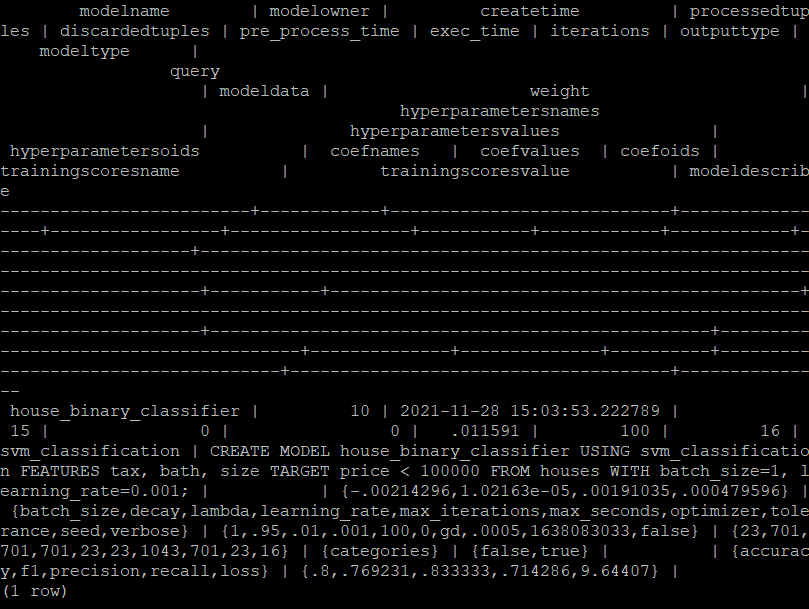 modelname | modelowner | createtime | processedtup
les | discardedtuples | pre_process_time | exec_time | iterations | outputtype |
modeltype |
query
| modeldata | weight |
hyperparametersnames
| hyperparametersvalues |
hyperparametersoids | coefnames | coefvalues | coefoids |
trainingscoresname | trainingscoresvalue | modeldescrib
e
-------------------------+------------+----------------------------+-------------
----+-----------------+------------------+-----------+------------+------------+
-------------------+-------------------------------------------------------------
---------------------------------------------------------------------------------
--------------------+-----------+-----------------------------------------------+
---------------------------------------------------------------------------------
--------------------+--------------------------------------------------+---------
------------------------------+--------------+--------------+----------+---------
----------------------------+--------------------------------------+-------------
--
house_binary_classifier | 10 | 2021-11-28 15:03:53.222789 |
15 | 0 | 0 | .011591 | 100 | 16 |
svm_classification | CREATE MODEL house_binary_classifier USING svm_classificatio
n FEATURES tax, bath, size TARGET price < 100000 FROM houses WITH batch_size=1, l
earning_rate=0.001; | | {-.00214296,1.02163e-05,.00191035,.000479596} |
{batch_size,decay,lambda,learning_rate,max_iterations,max_seconds,optimizer,tole
rance,seed,verbose} | {1,.95,.01,.001,100,0,gd,.0005,1638083033,false} | {23,701,
701,701,23,23,1043,701,23,16} | {categories} | {false,true} | | {accurac
y,f1,precision,recall,loss} | {.8,.769231,.833333,.714286,9.64407} |
(1 row)